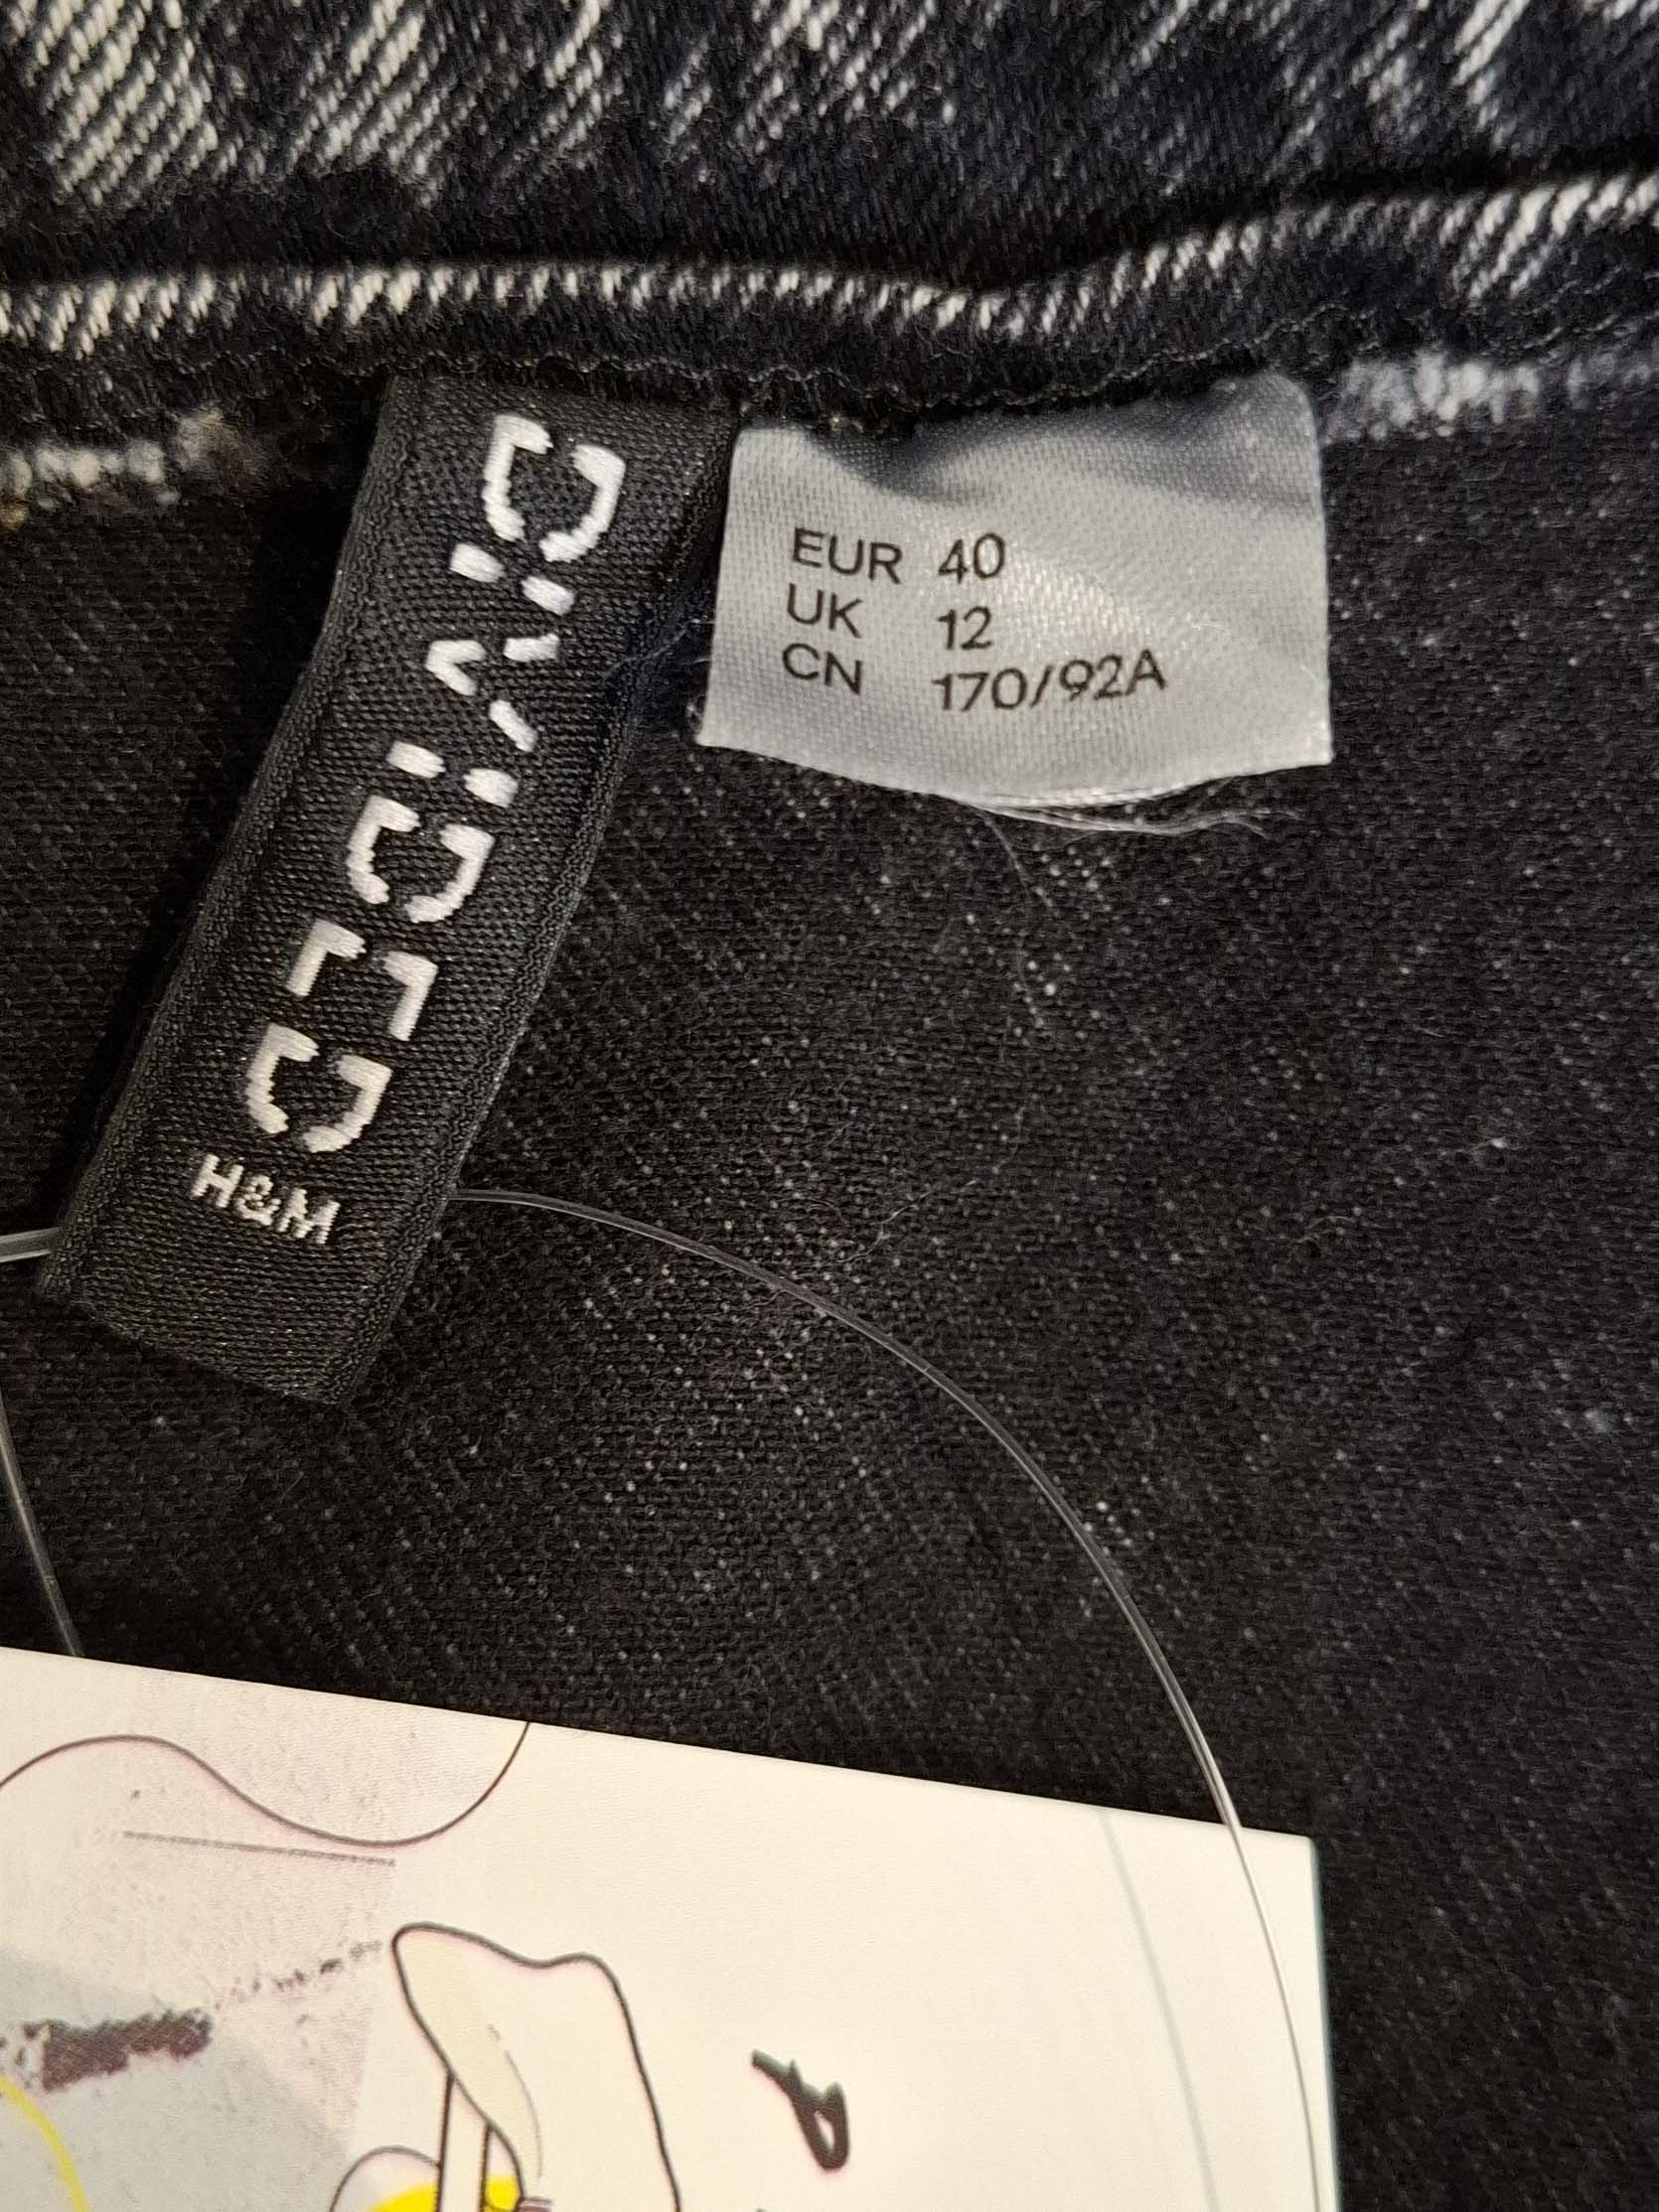 DIVIDED
H&M
EUR 40
UK 12
CN 170/92A